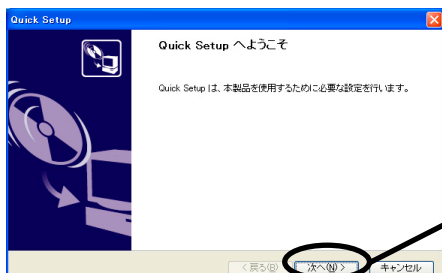 Quick Setup
Quick Setup へようこそ
Quick Setup は、本製品を使用するために必要な設定を行います。
< 戻る(B)
次へ(N) >
キャンセル